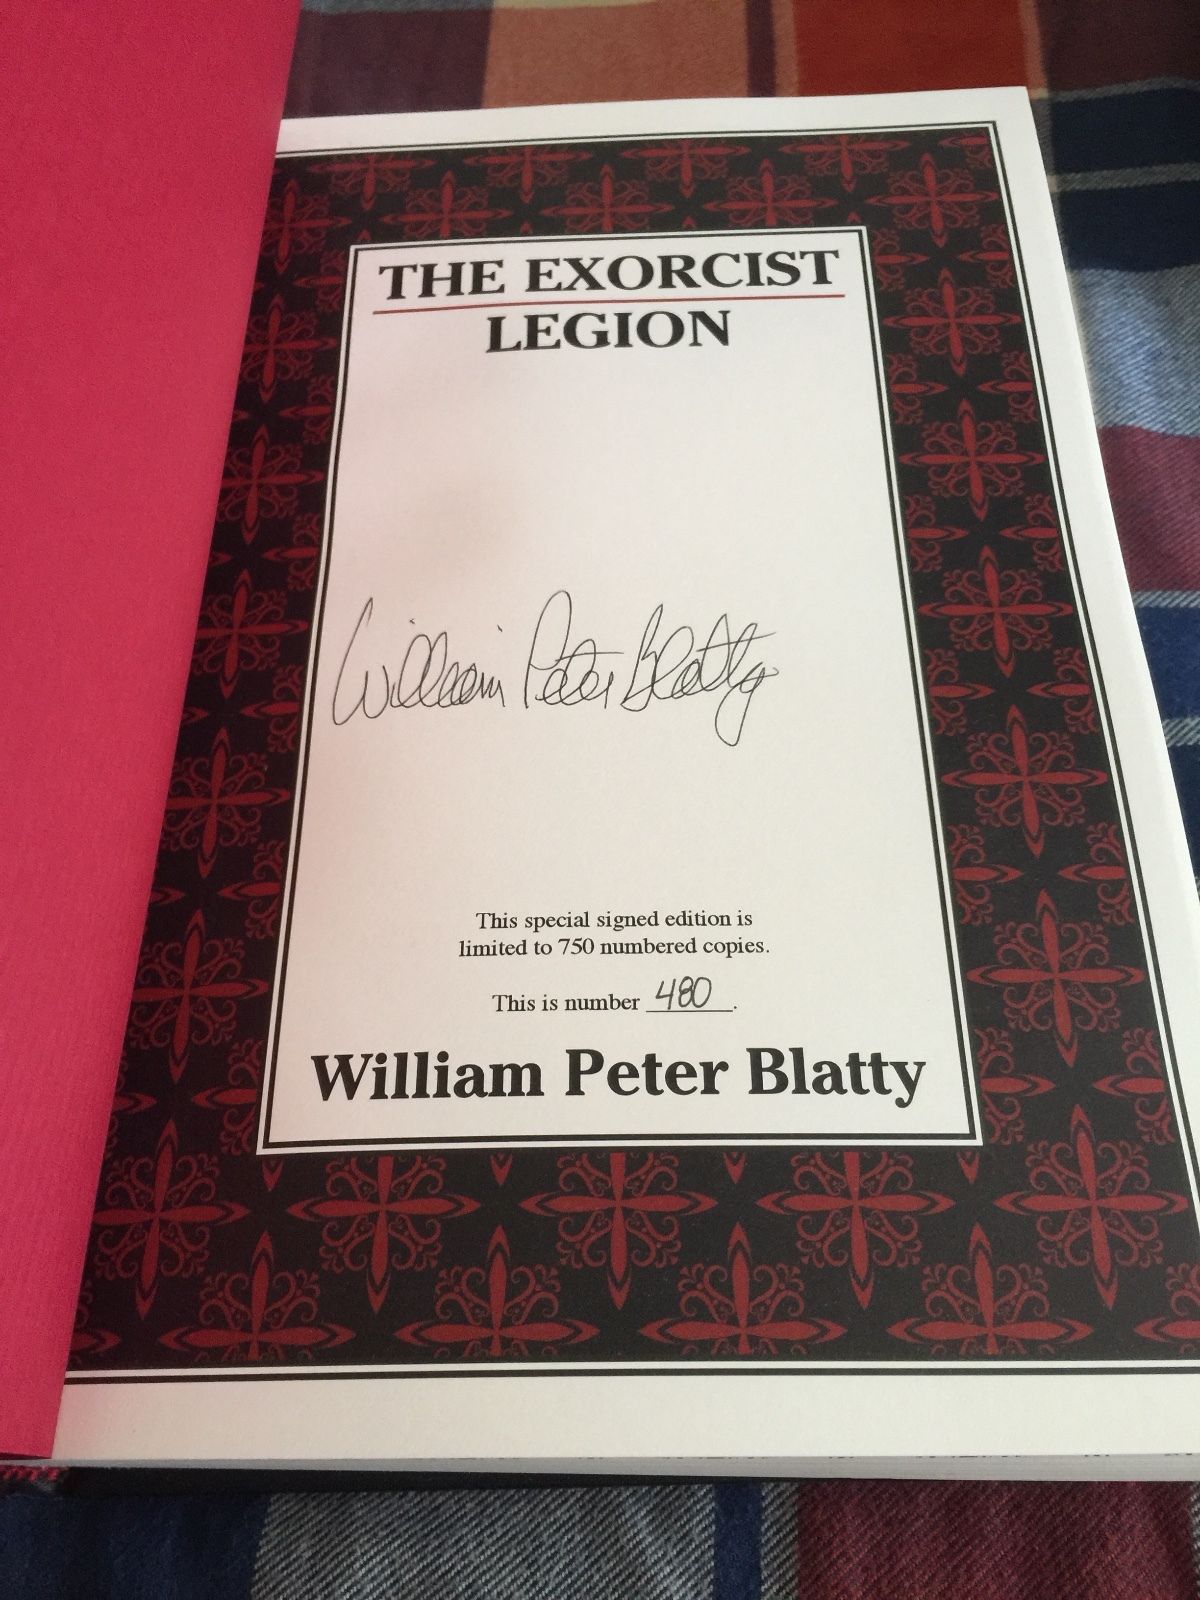 THE EXORCIST
LEGION
William Peter Blatty
This special signed edition is
limited to 750 numbered copies.
This is number 480.
William Peter Blatty